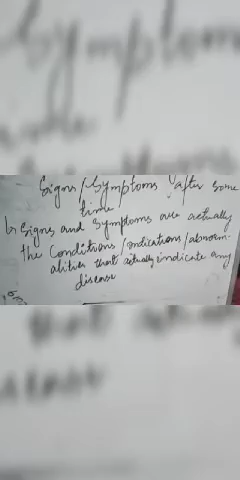 Signs/Symptoms after some
time
↳ Signs and Symptoms are actually
the Conditions/indications/abnorm-
alities that actually indicate any
disease